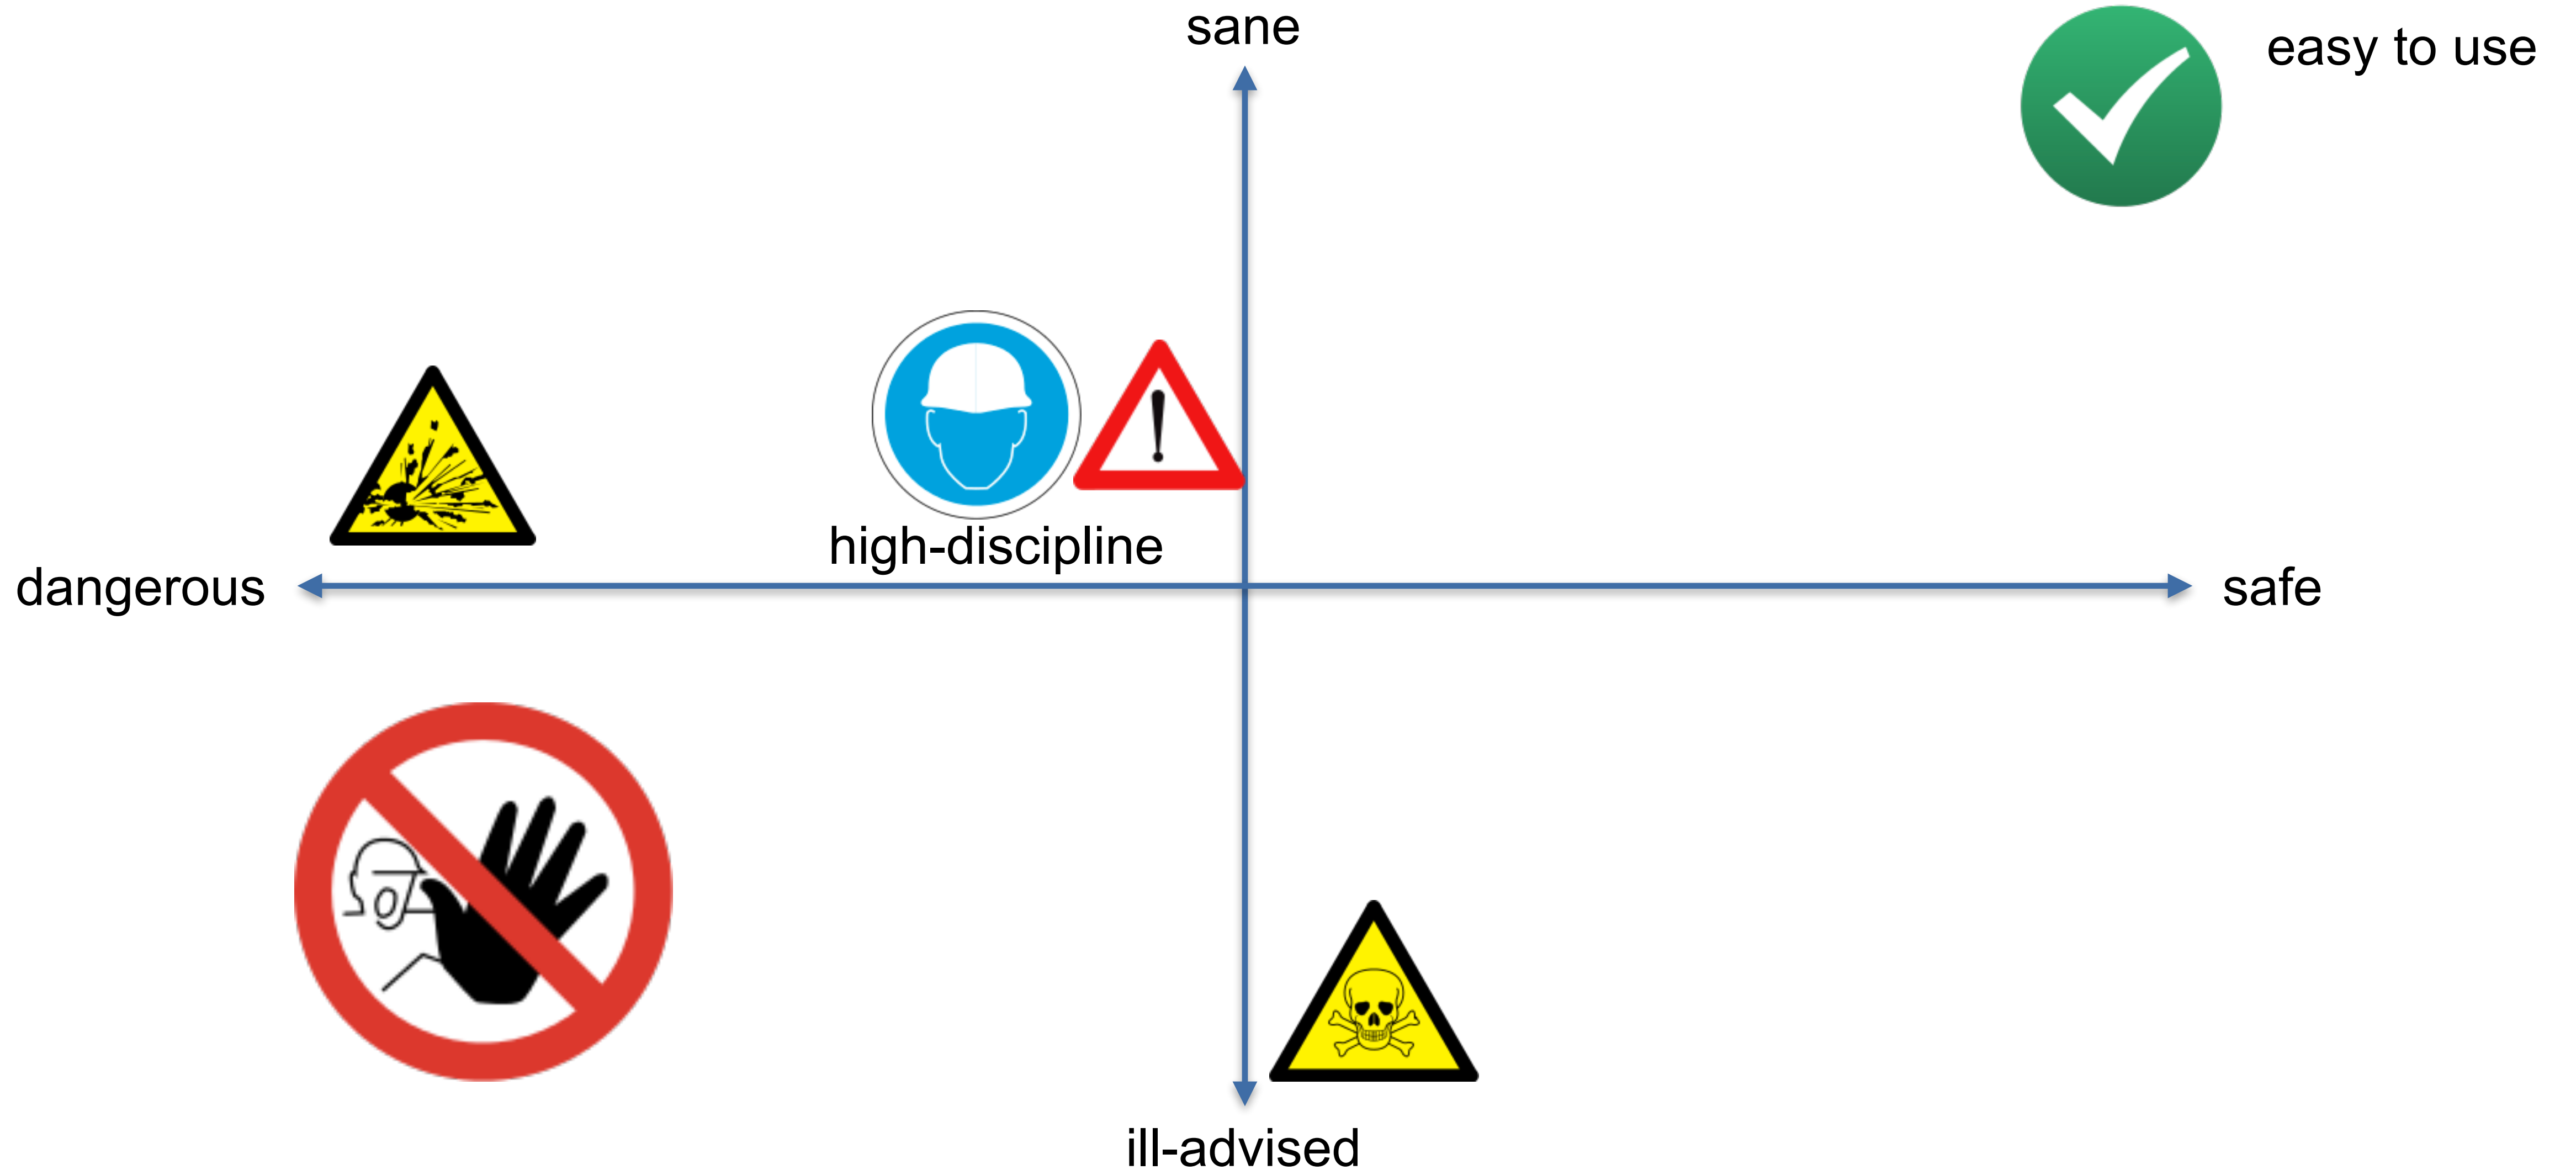 sane
easy to use
high-discipline
dangerous
safe
ill-advised